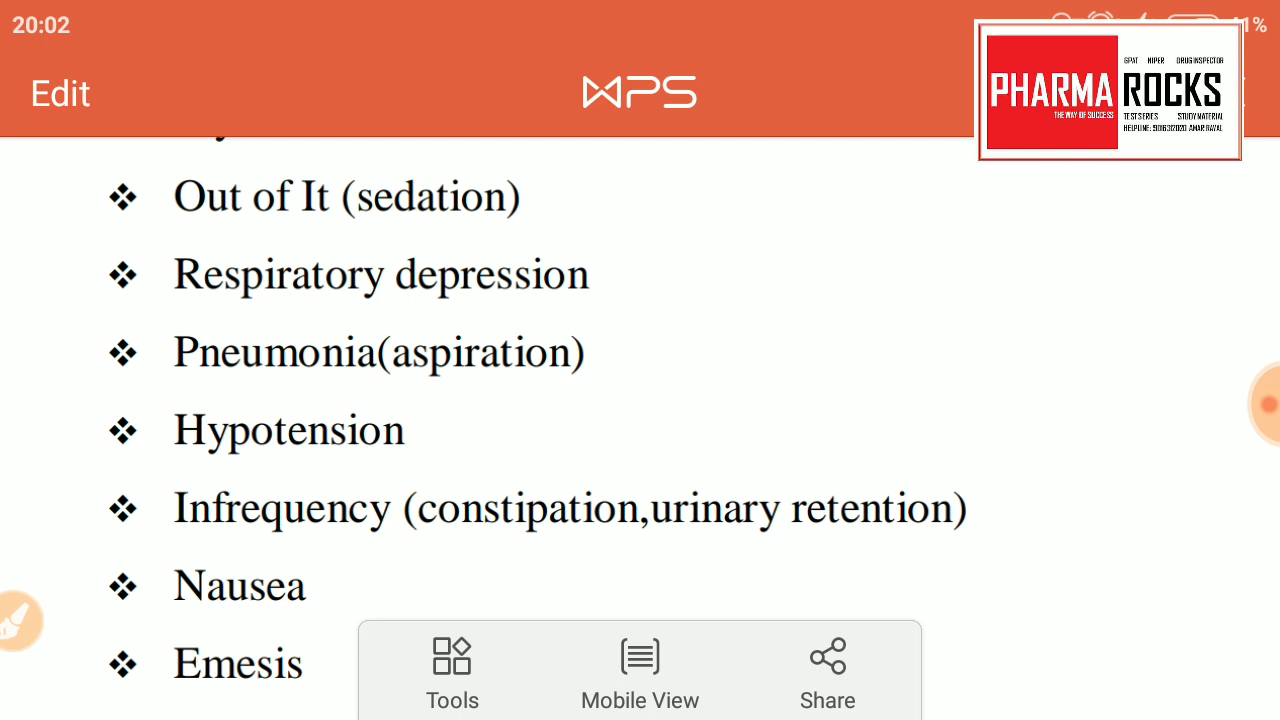 20:02
Edit
WPS
PHARMA ROCKS
THE WAY OF SUCCESS
GPAT NIPER DRUG INSPECTOR
TEST SERIES STUDY MATERIAL
❖ Out of It (sedation)
❖ Respiratory depression
❖ Pneumonia(aspiration)
❖ Hypotension
❖ Infrequency (constipation,urinary retention)
❖ Nausea
❖ Emesis
Tools
Mobile View
Share